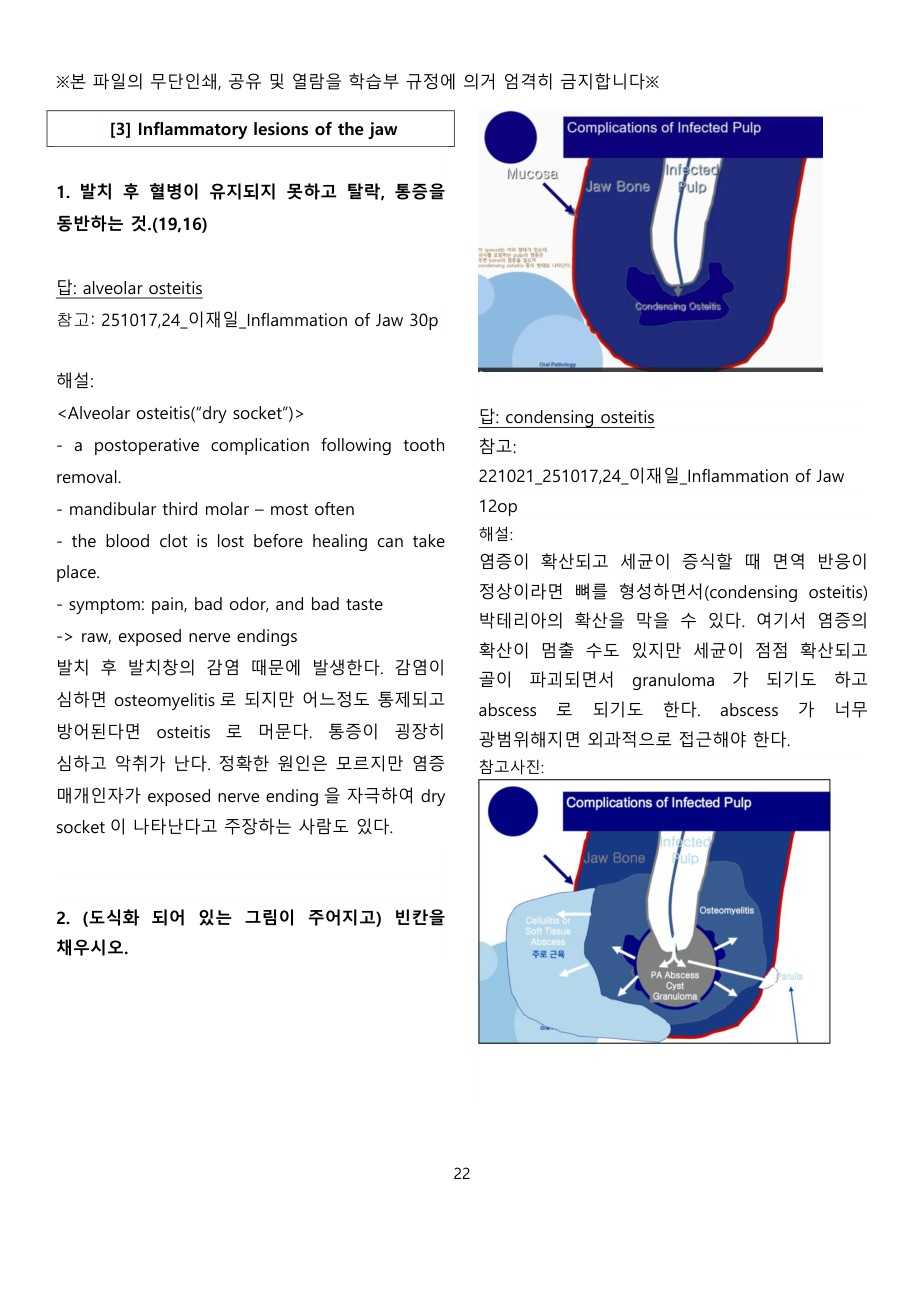 ※본 파일의 무단인쇄, 공유 및 열람을 학습부 규정에 의거 엄격히 금지합니다※
[3] Inflammatory lesions of the jaw
1. 발치 후 혈병이 유지되지 못하고 탈락, 통증을
동반하는 것.(19,16)
답: alveolar osteitis
참고: 251017,24_이재일_Inflammation of Jaw 30p
해설:
<Alveolar osteitis(“dry socket”)>
- a postoperative complication following tooth
removal.
- mandibular third molar – most often
- the blood clot is lost before healing can take
place.
- symptom: pain, bad odor, and bad taste
-> raw, exposed nerve endings
발치 후 발치창의 감염 때문에 발생한다. 감염이
심하면 osteomyelitis 로 되지만 어느정도 통제되고
방어된다면 osteitis 로 머문다. 통증이 굉장히
심하고 악취가 난다. 정확한 원인은 모르지만 염증
매개인자가 exposed nerve ending 을 자극하여 dry
socket 이 나타난다고 주장하는 사람도 있다.
2. (도식화 되어 있는 그림이 주어지고) 빈칸을
채우시오.
Complications of Infected Pulp
Mucosa
Jaw Bone
Infected
Pulp
Condensing Osteitis
Oral Pathology
답: condensing osteitis
참고:
221021_251017,24_이재일_Inflammation of Jaw
12op
해설:
염증이 확산되고 세균이 증식할 때 면역 반응이
정상이라면 뼈를 형성하면서(condensing osteitis)
박테리아의 확산을 막을 수 있다. 여기서 염증의
확산이 멈출 수도 있지만 세균이 점점 확산되고
골이 파괴되면서 granuloma 가 되기도 하고
abscess 로 되기도 한다. abscess 가 너무
광범위해지면 외과적으로 접근해야 한다.
참고사진:
Complications of Infected Pulp
Jaw Bone
Infected
Pulp
Osteomyelitis
Cellulitis or
Soft Tissue
Abscess
주로 근육
PA Abscess
Cyst
Granuloma
Parulis
22